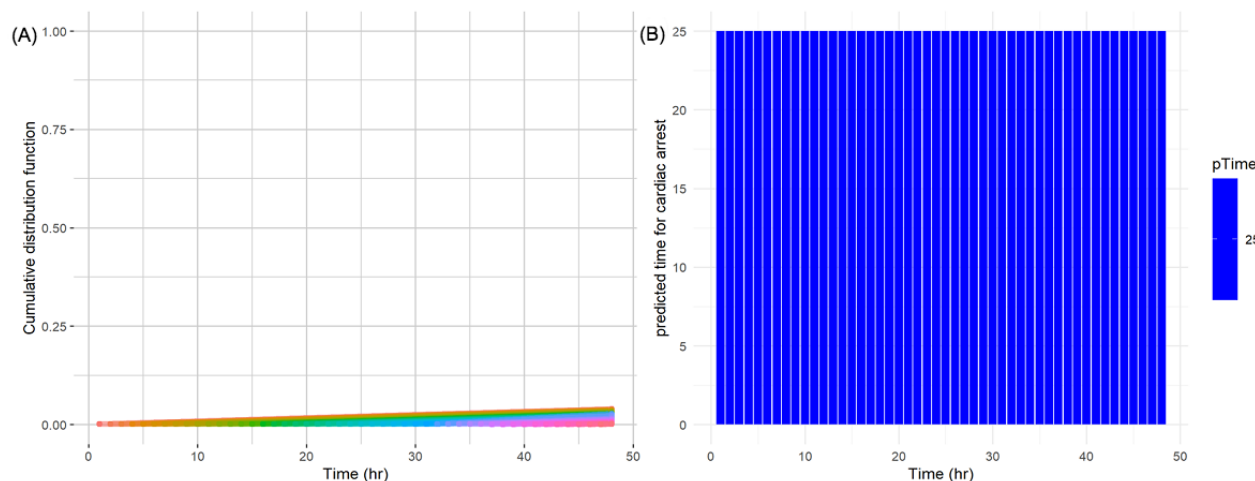 (A)
Cumulative distribution function
1.00
0.75
0.50
0.25
0.00
0 10 20 30 40 50
Time (hr)
(B)
predicted time for cardiac arrest
25
20
15
10
5
0
0 10 20 30 40 50
Time (hr)
pTime
25